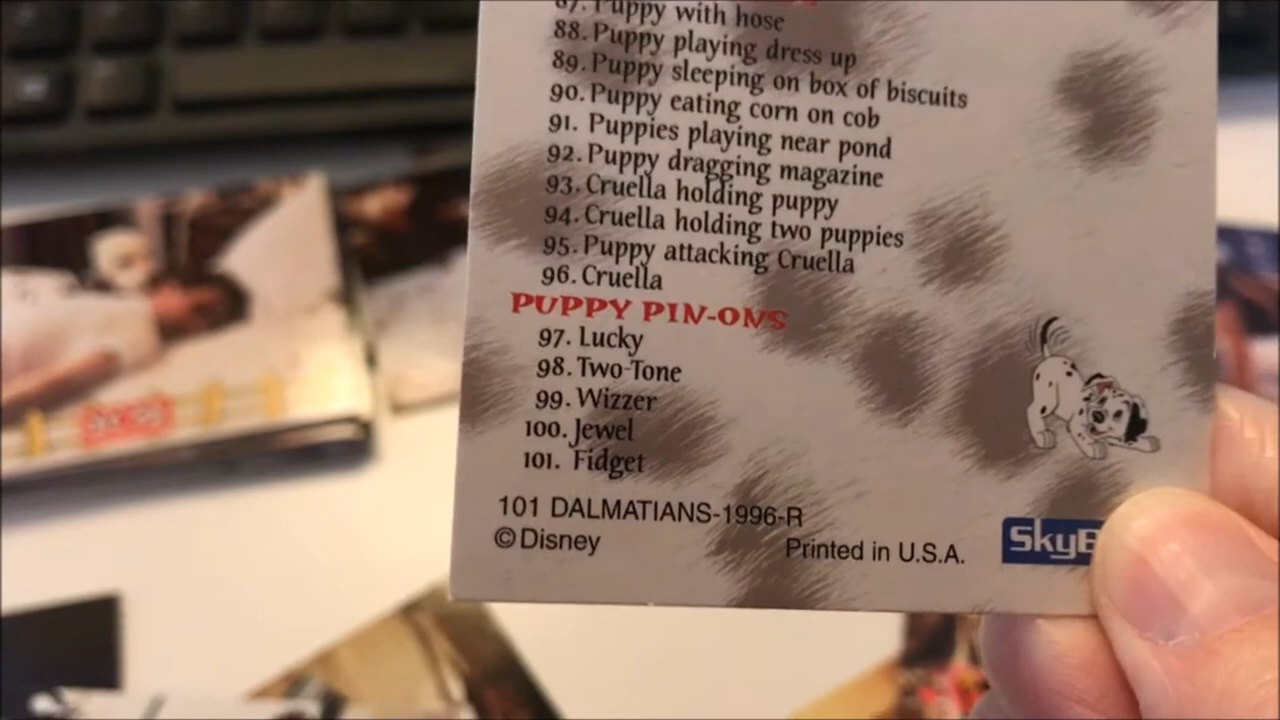 87. Puppy with hose
88. Puppy playing dress up
89. Puppy sleeping on box of biscuits
90. Puppy eating corn on cob
91. Puppies playing near pond
92. Puppy dragging magazine
93. Cruella holding puppy
94. Cruella holding two puppies
95. Puppy attacking Cruella
96. Cruella
PUPPY PIN-ONS
97. Lucky
98. Two-Tone
99. Wizzer
100. Jewel
101. Fidget
101 DALMATIANS-1996-R
©Disney
Printed in U.S.A.